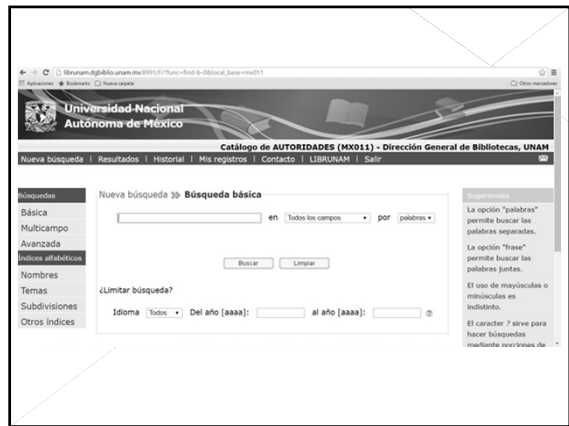 librunam.dgbiblio.unam.mx:8991/F/?func=find-b-0&local_base=mx011
Aplicaciones Bookmarks Nueva carpeta Otros marcadores
Universidad Nacional
Autónoma de México
Catálogo de AUTORIDADES (MX011) - Dirección General de Bibliotecas, UNAM
Nueva búsqueda | Resultados | Historial | Mis registros | Contacto | LIBRUNAM | Salir
Búsquedas
Básica
Multicampo
Avanzada
Índices alfabéticos
Nombres
Temas
Subdivisiones
Otros índices
Nueva búsqueda >> Búsqueda básica
en Todos los campos por palabras
Buscar Limpiar
¿Limitar búsqueda?
Idioma Todos Del año [aaaa]: al año [aaaa]:
Sugerencias
La opción "palabras"
permite buscar las
palabras separadas.
La opción "frase"
permite buscar las
palabras juntas.
El uso de mayúsculas o
minúsculas es
indistinto.
El caracter ? sirve para
hacer búsquedas
mediante porciones de